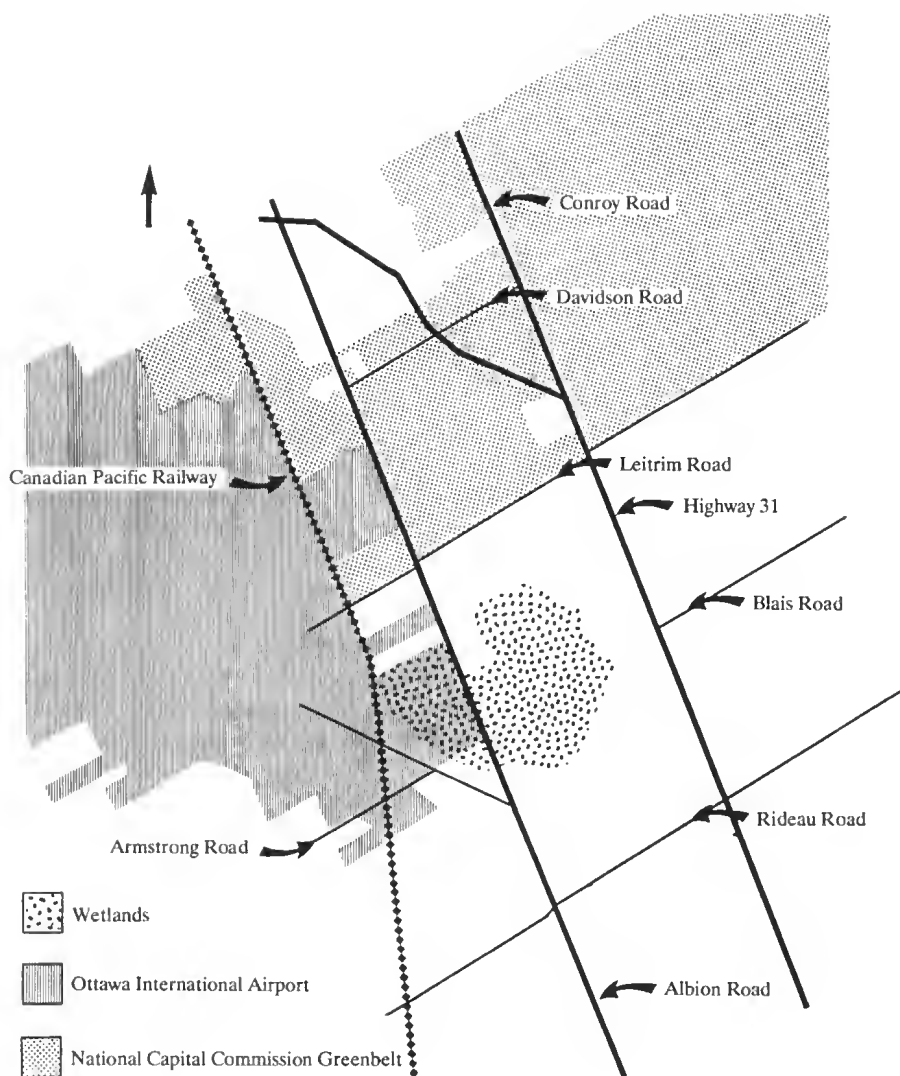 Conroy Road
Davidson Road
Leitrim Road
Canadian Pacific Railway
Highway 31
Blais Road
Rideau Road
Armstrong Road
Wetlands
Ottawa International Airport
Albion Road
National Capital Commission Greenbelt